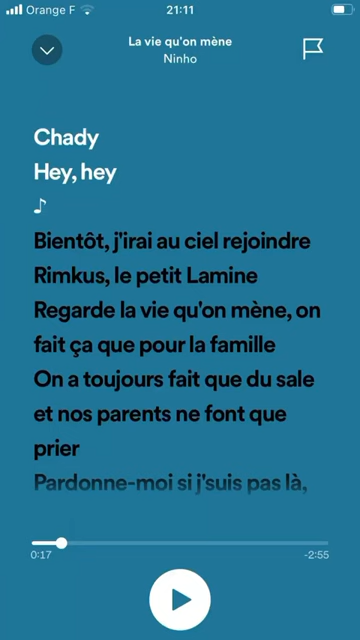 Orange F 21:11
La vie qu'on mène
Ninho
Chady
Hey, hey
♪
Bientôt, j'irai au ciel rejoindre
Rimkus, le petit Lamine
Regarde la vie qu'on mène, on
fait ça que pour la famille
On a toujours fait que du sale
et nos parents ne font que
prier
Pardonne-moi si j'suis pas là,
0:17 -2:55